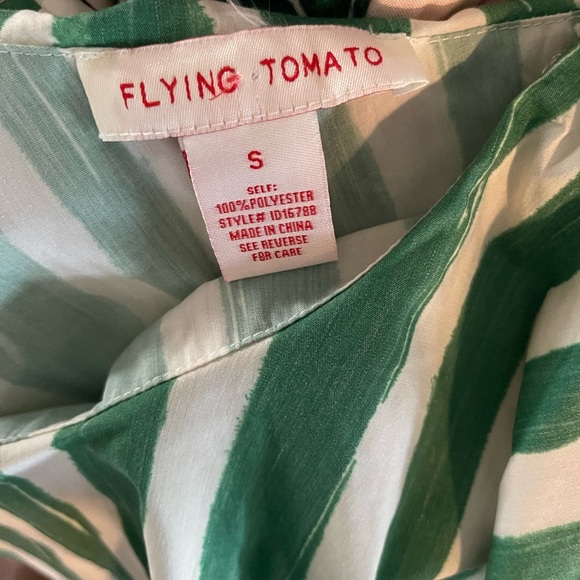 FLYING TOMATO
S
SELF:
100%POLYESTER
STYLE# ID16788
MADE IN CHINA
SEE REVERSE
FOR CARE